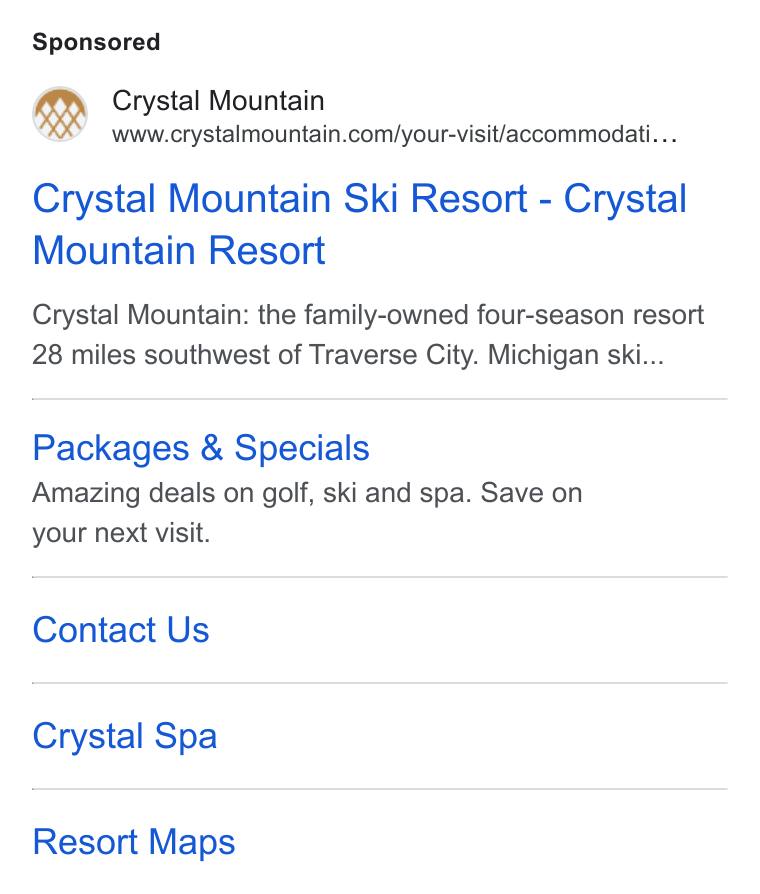 Sponsored
Crystal Mountain
www.crystalmountain.com/your-visit/accommodati...
Crystal Mountain Ski Resort - Crystal
Mountain Resort
Crystal Mountain: the family-owned four-season resort
28 miles southwest of Traverse City. Michigan ski...
Packages & Specials
Amazing deals on golf, ski and spa. Save on
your next visit.
Contact Us
Crystal Spa
Resort Maps